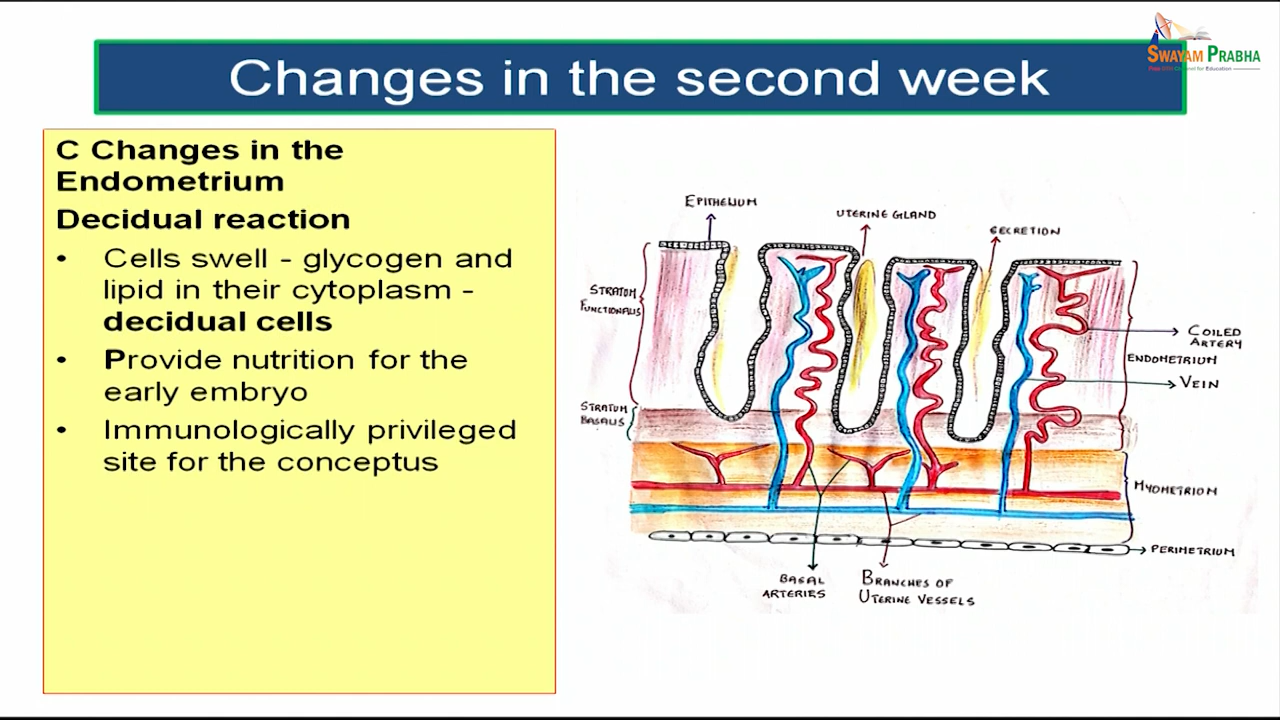 SWAYAM PRABHA
Changes in the second week
C Changes in the
Endometrium
Decidual reaction
• Cells swell - glycogen and
lipid in their cytoplasm -
decidual cells
• Provide nutrition for the
early embryo
• Immunologically privileged
site for the conceptus
EPITHELIUM
UTERINE GLAND
SECRETION
STRATUM
FUNCTIONALIS
COILED
ARTERY
ENDOMETRIUM
VEIN
STRATUM
BASALIS
MYOMETRIUM
PERIMETRIUM
BASAL
ARTERIES
BRANCHES OF
UTERINE VESSELS